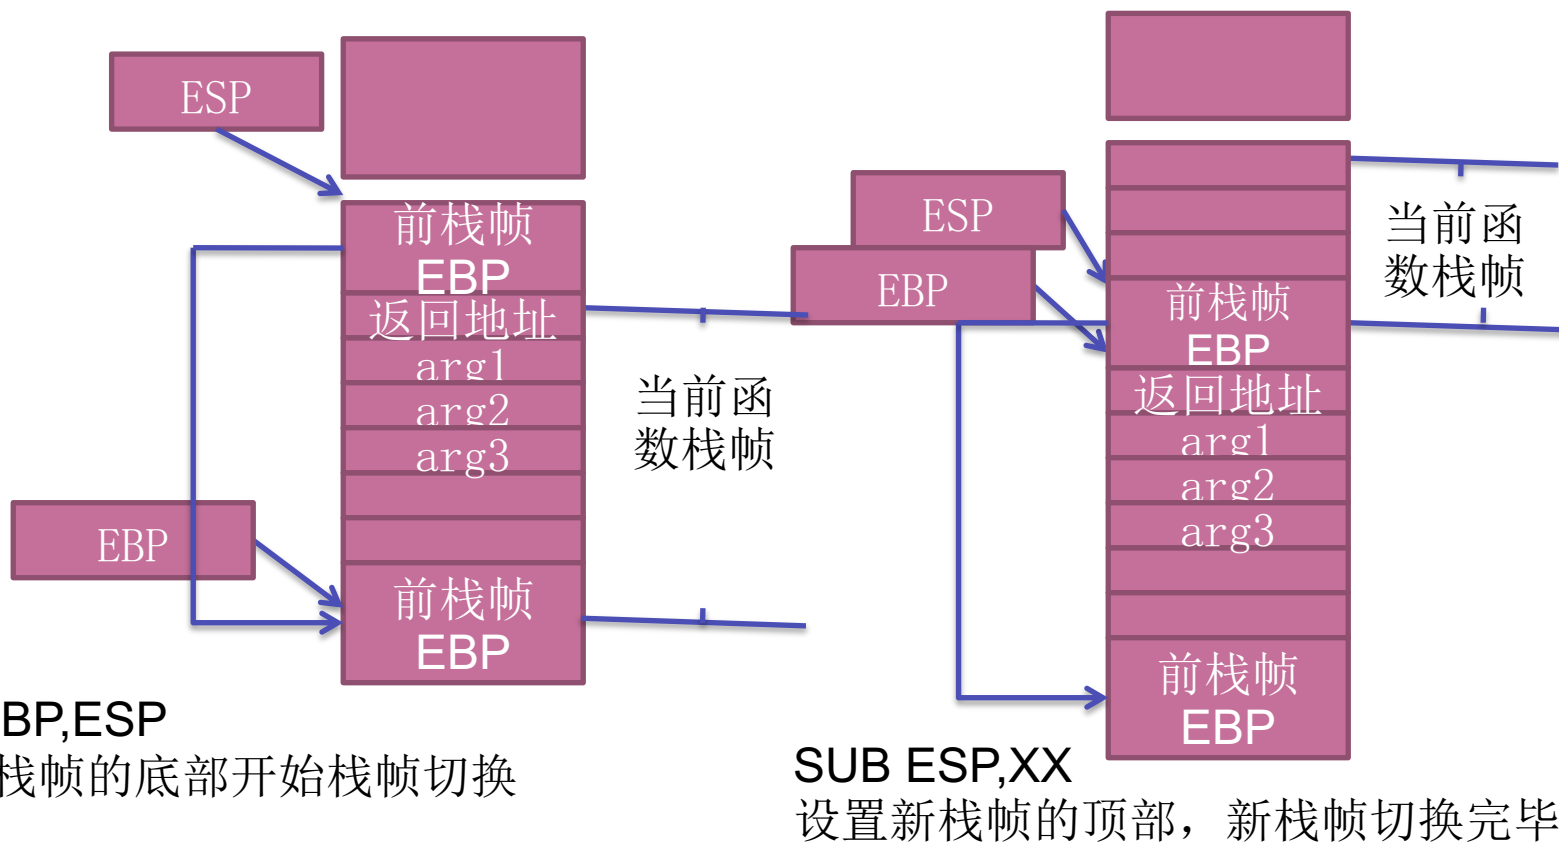 ESP
前栈帧
EBP
返回地址
arg1
arg2
arg3
当前函
数栈帧
EBP
前栈帧
EBP
BP,ESP
栈帧的底部开始栈帧切换
ESP
EBP
当前函
数栈帧
前栈帧
EBP
返回地址
arg1
arg2
arg3
前栈帧
EBP
SUB ESP,XX
设置新栈帧的顶部，新栈帧切换完毕